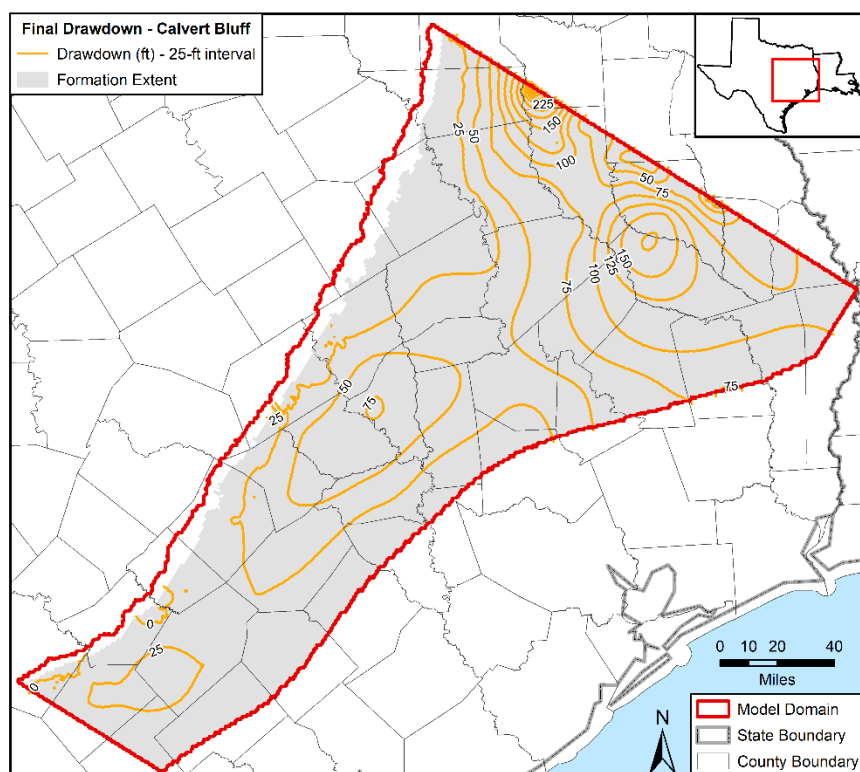 Final Drawdown - Calvert Bluff
Drawdown (ft) - 25-ft interval
Formation Extent
225
150
100
25
50
50
75
150
125
100
75
50
75
25
75
0
25
0
0 10 20 40
Miles
N
Model Domain
State Boundary
County Boundary